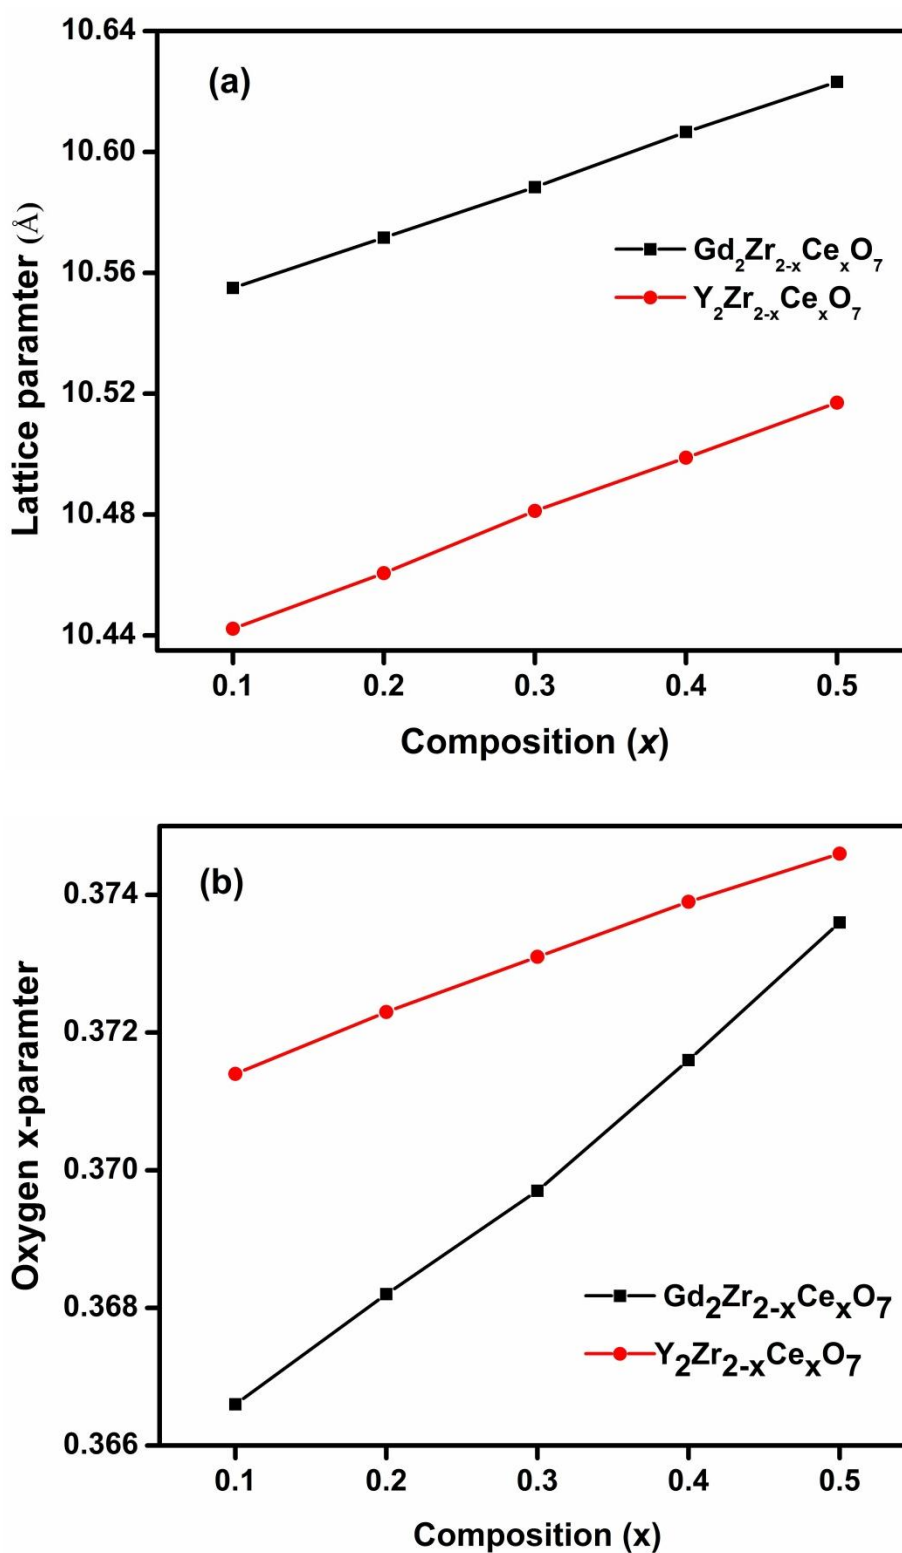 (a)
Lattice paramter (Å)
10.64
10.60
10.56
10.52
10.48
10.44
Gd₂Zr₂₋ₓCeₓO₇
Y₂Zr₂₋ₓCeₓO₇
0.1 0.2 0.3 0.4 0.5
Composition (x)
(b)
Oxygen x-paramter
0.374
0.372
0.370
0.368
0.366
Gd₂Zr₂₋ₓCeₓO₇
Y₂Zr₂₋ₓCeₓO₇
0.1 0.2 0.3 0.4 0.5
Composition (x)